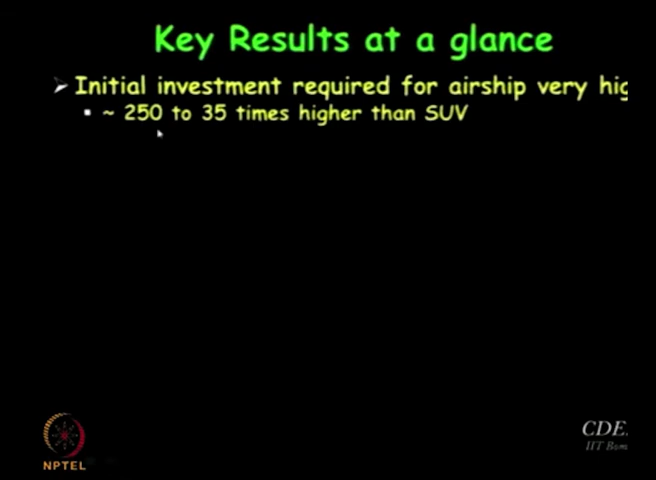 Key Results at a glance
Initial investment required for airship very hig
~ 250 to 35 times higher than SUV
CDE
IIT Bom
NPTEL